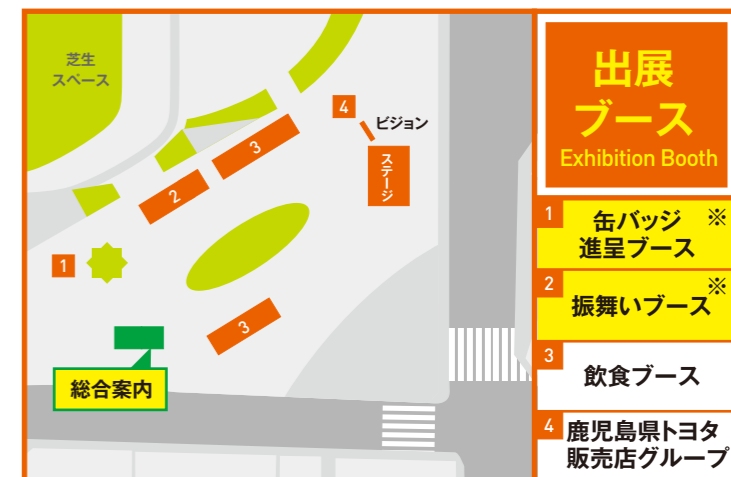 芝生
スペース
4
ビジョン
ステージ
3
2
1
3
総合案内
出展
ブース
Exhibition Booth
1
缶バッジ ※
進呈ブース
2
振舞いブース※
3
飲食ブース
4
鹿児島県トヨタ
販売店グループ